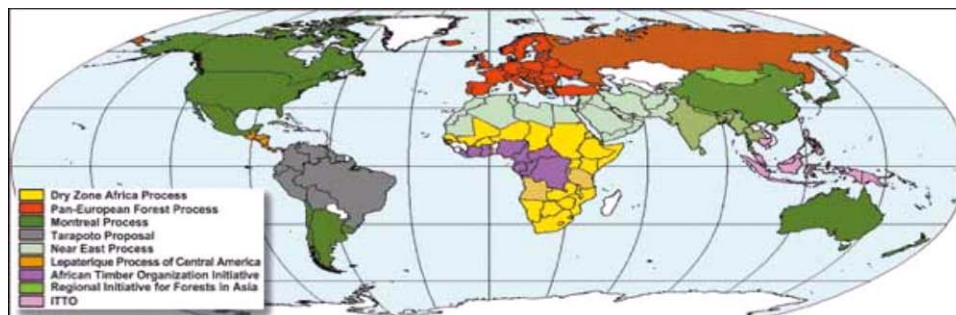 Dry Zone Africa Process
Pan-European Forest Process
Montreal Process
Tarapoto Proposal
Near East Process
Lepaterique Process of Central America
African Timber Organization Initiative
Regional Initiative for Forests in Asia
ITTO